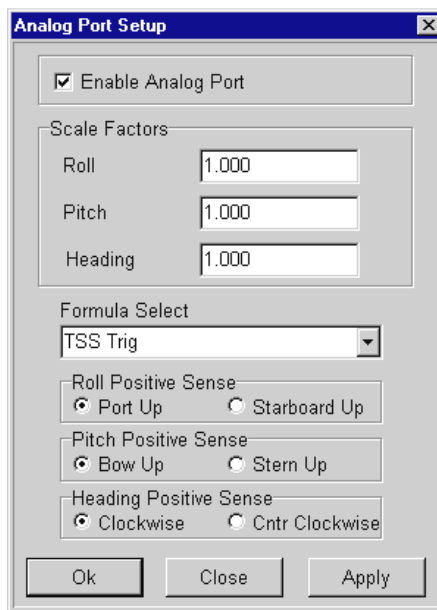 Analog Port Setup
Enable Analog Port
Scale Factors
Roll 1.000
Pitch 1.000
Heading 1.000
Formula Select
TSS Trig
Roll Positive Sense
Port Up Starboard Up
Pitch Positive Sense
Bow Up Stern Up
Heading Positive Sense
Clockwise Cntr Clockwise
Ok Close Apply